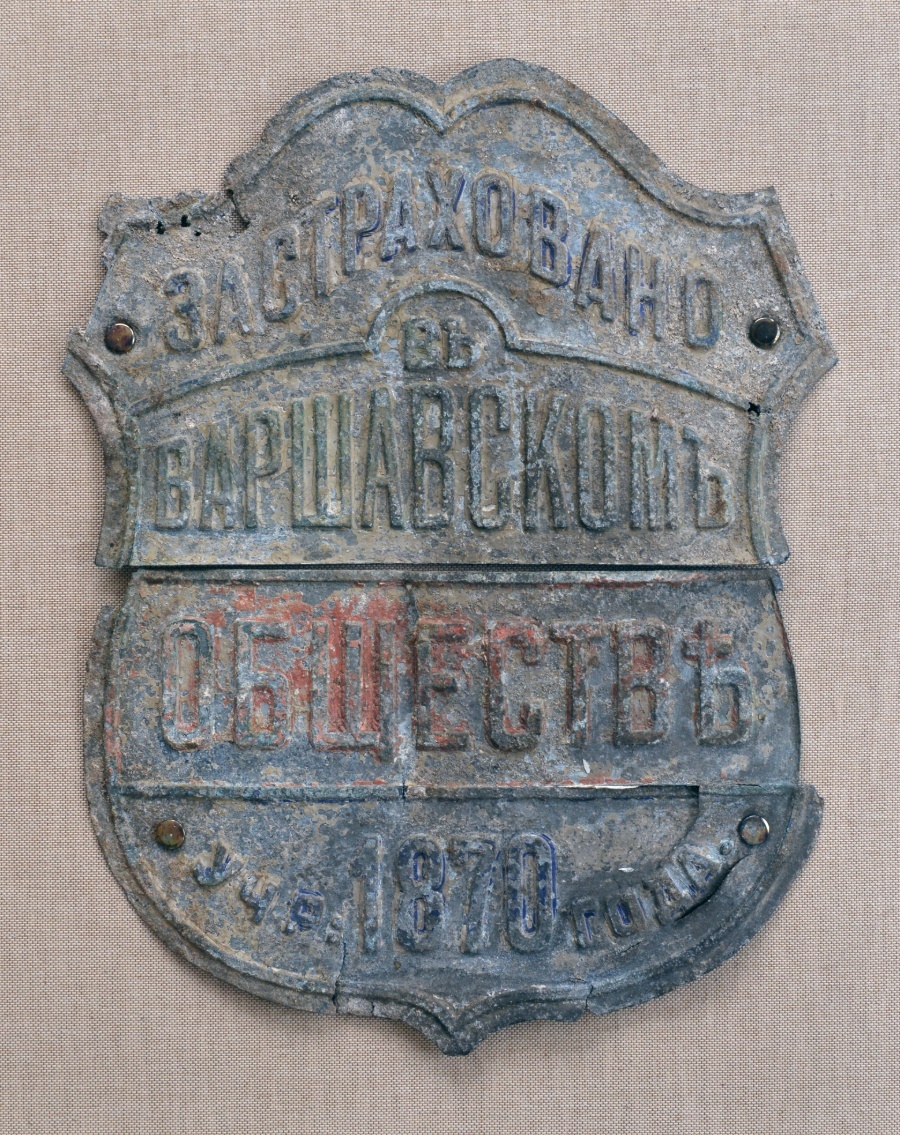 ЗАСТРАХОВАНО
ВЪ
ВАРШАВСКОМЪ
ОБЩЕСТВѢ
УЧР. 1870 ГОДА.